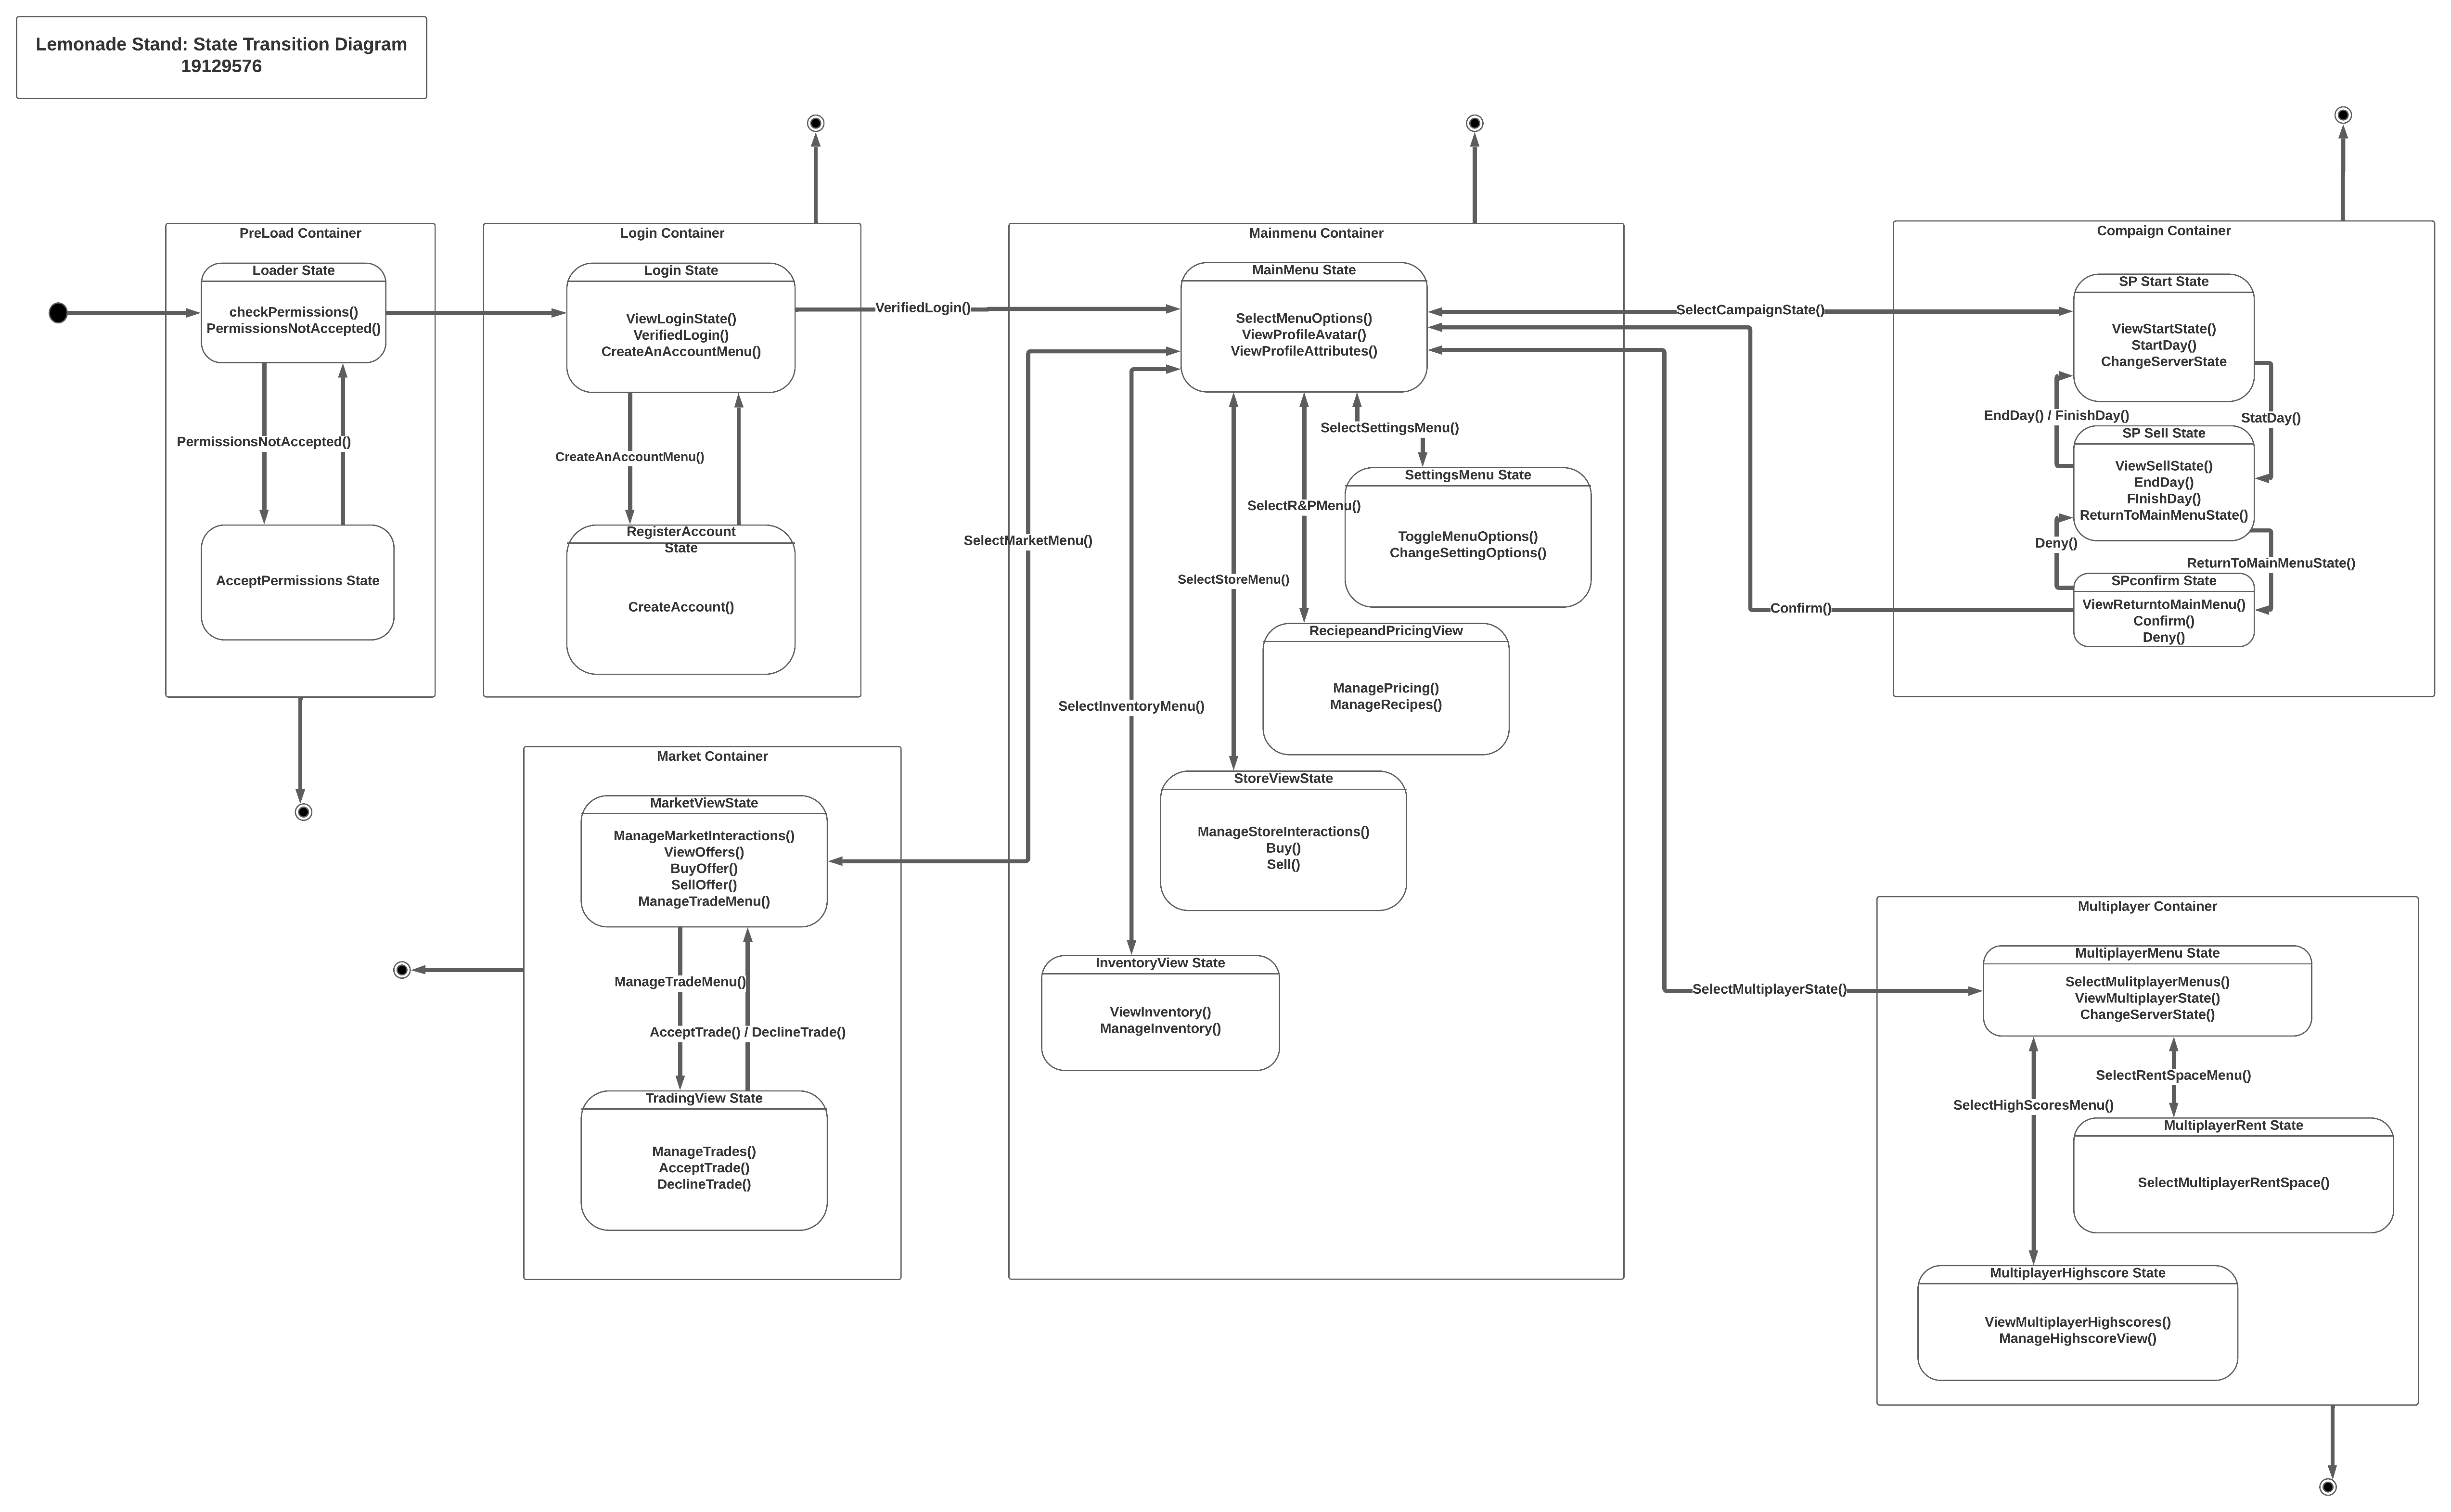 Lemonade Stand: State Transition Diagram
19129576
PreLoad Container
Loader State
checkPermissions()
PermissionsNotAccepted()
PermissionsNotAccepted()
AcceptPermissions State
Login Container
Login State
ViewLoginState()
VerifiedLogin()
CreateAnAccountMenu()
CreateAnAccountMenu()
RegisterAccount
State
CreateAccount()
VerifiedLogin()
Mainmenu Container
MainMenu State
SelectMenuOptions()
ViewProfileAvatar()
ViewProfileAttributes()
SelectSettingsMenu()
SettingsMenu State
ToggleMenuOptions()
ChangeSettingOptions()
SelectR&PMenu()
ReciepeandPricingView
ManagePricing()
ManageRecipes()
SelectStoreMenu()
StoreViewState
ManageStoreInteractions()
Buy()
Sell()
SelectInventoryMenu()
InventoryView State
ViewInventory()
ManageInventory()
SelectMarketMenu()
Market Container
MarketViewState
ManageMarketInteractions()
ViewOffers()
BuyOffer()
SellOffer()
ManageTradeMenu()
ManageTradeMenu()
AcceptTrade() / DeclineTrade()
TradingView State
ManageTrades()
AcceptTrade()
DeclineTrade()
SelectCampaignState()
Confirm()
SelectMultiplayerState()
Compaign Container
SP Start State
ViewStartState()
StartDay()
ChangeServerState
EndDay() / FinishDay()
StatDay()
SP Sell State
ViewSellState()
EndDay()
FInishDay()
ReturnToMainMenuState()
Deny()
ReturnToMainMenuState()
SPconfirm State
ViewReturntoMainMenu()
Confirm()
Deny()
Multiplayer Container
MultiplayerMenu State
SelectMulitplayerMenus()
ViewMultiplayerState()
ChangeServerState()
SelectRentSpaceMenu()
SelectHighScoresMenu()
MultiplayerRent State
SelectMultiplayerRentSpace()
MultiplayerHighscore State
ViewMultiplayerHighscores()
ManageHighscoreView()